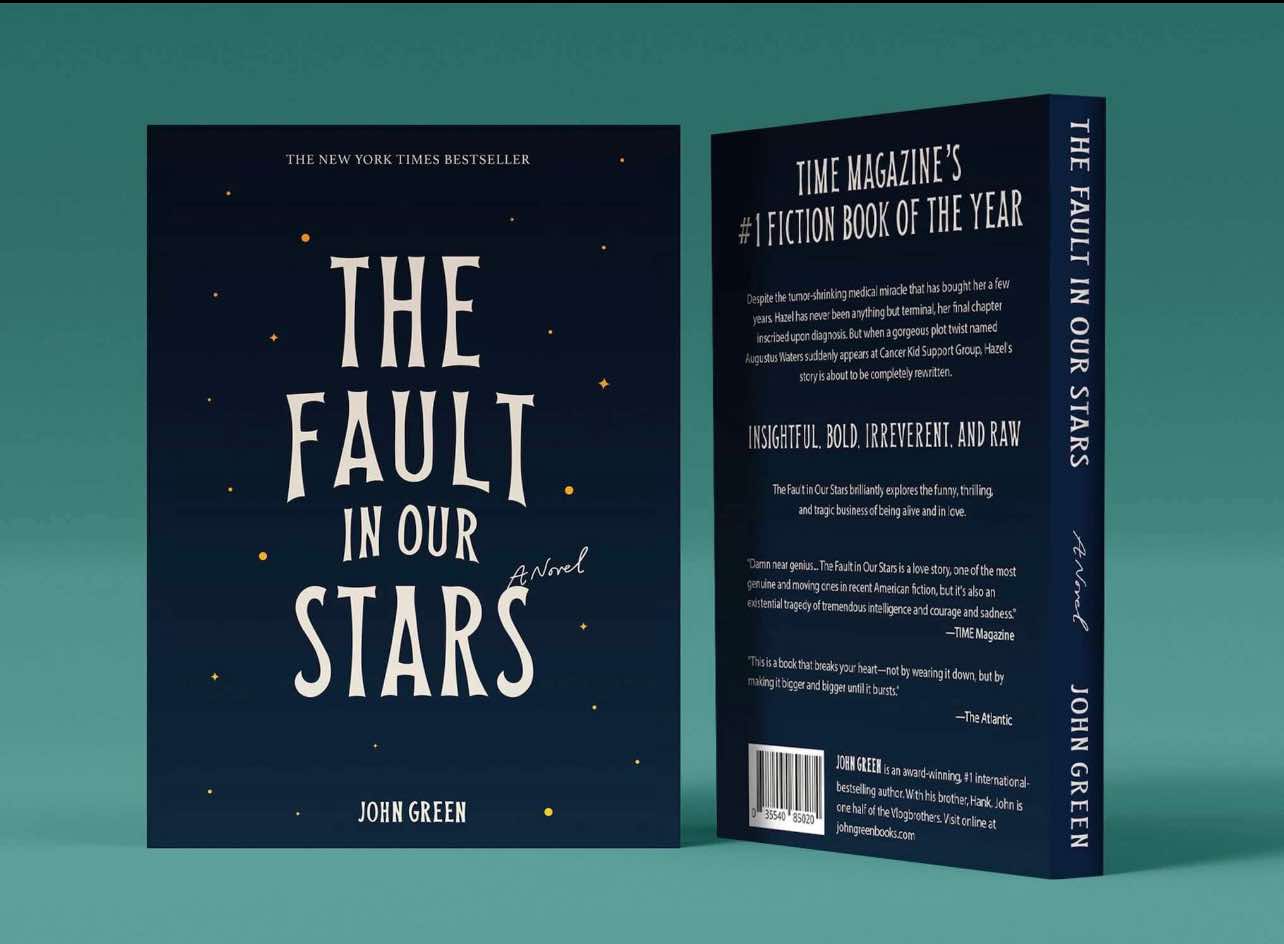 THE NEW YORK TIMES BESTSELLER
THE
FAULT
IN OUR
A Novel
STARS
JOHN GREEN
TIME MAGAZINE'S
#1 FICTION BOOK OF THE YEAR
Despite the tumor-shrinking medical miracle that has bought her a few
years, Hazel has never been anything but terminal, her final chapter
inscribed upon diagnosis. But when a gorgeous plot twist named
Augustus Waters suddenly appears at Cancer Kid Support Group, Hazel's
story is about to be completely rewritten.
INSIGHTFUL, BOLD, IRREVERENT, AND RAW
The Fault in Our Stars brilliantly explores the funny, thrilling,
and tragic business of being alive and in love.
"Damn near genius... The Fault in Our Stars is a love story, one of the most
genuine and moving ones in recent American fiction, but it's also an
existential tragedy of tremendous intelligence and courage and sadness."
—TIME Magazine
"This is a book that breaks your heart—not by wearing it down, but by
making it bigger and bigger until it bursts."
—The Atlantic
0 35540 85020
JOHN GREEN is an award-winning, #1 international-
bestselling author. With his brother, Hank, John is
one half of the Vlogbrothers. Visit online at
johngreenbooks.com
THE FAULT IN OUR STARS A Novel JOHN GREEN